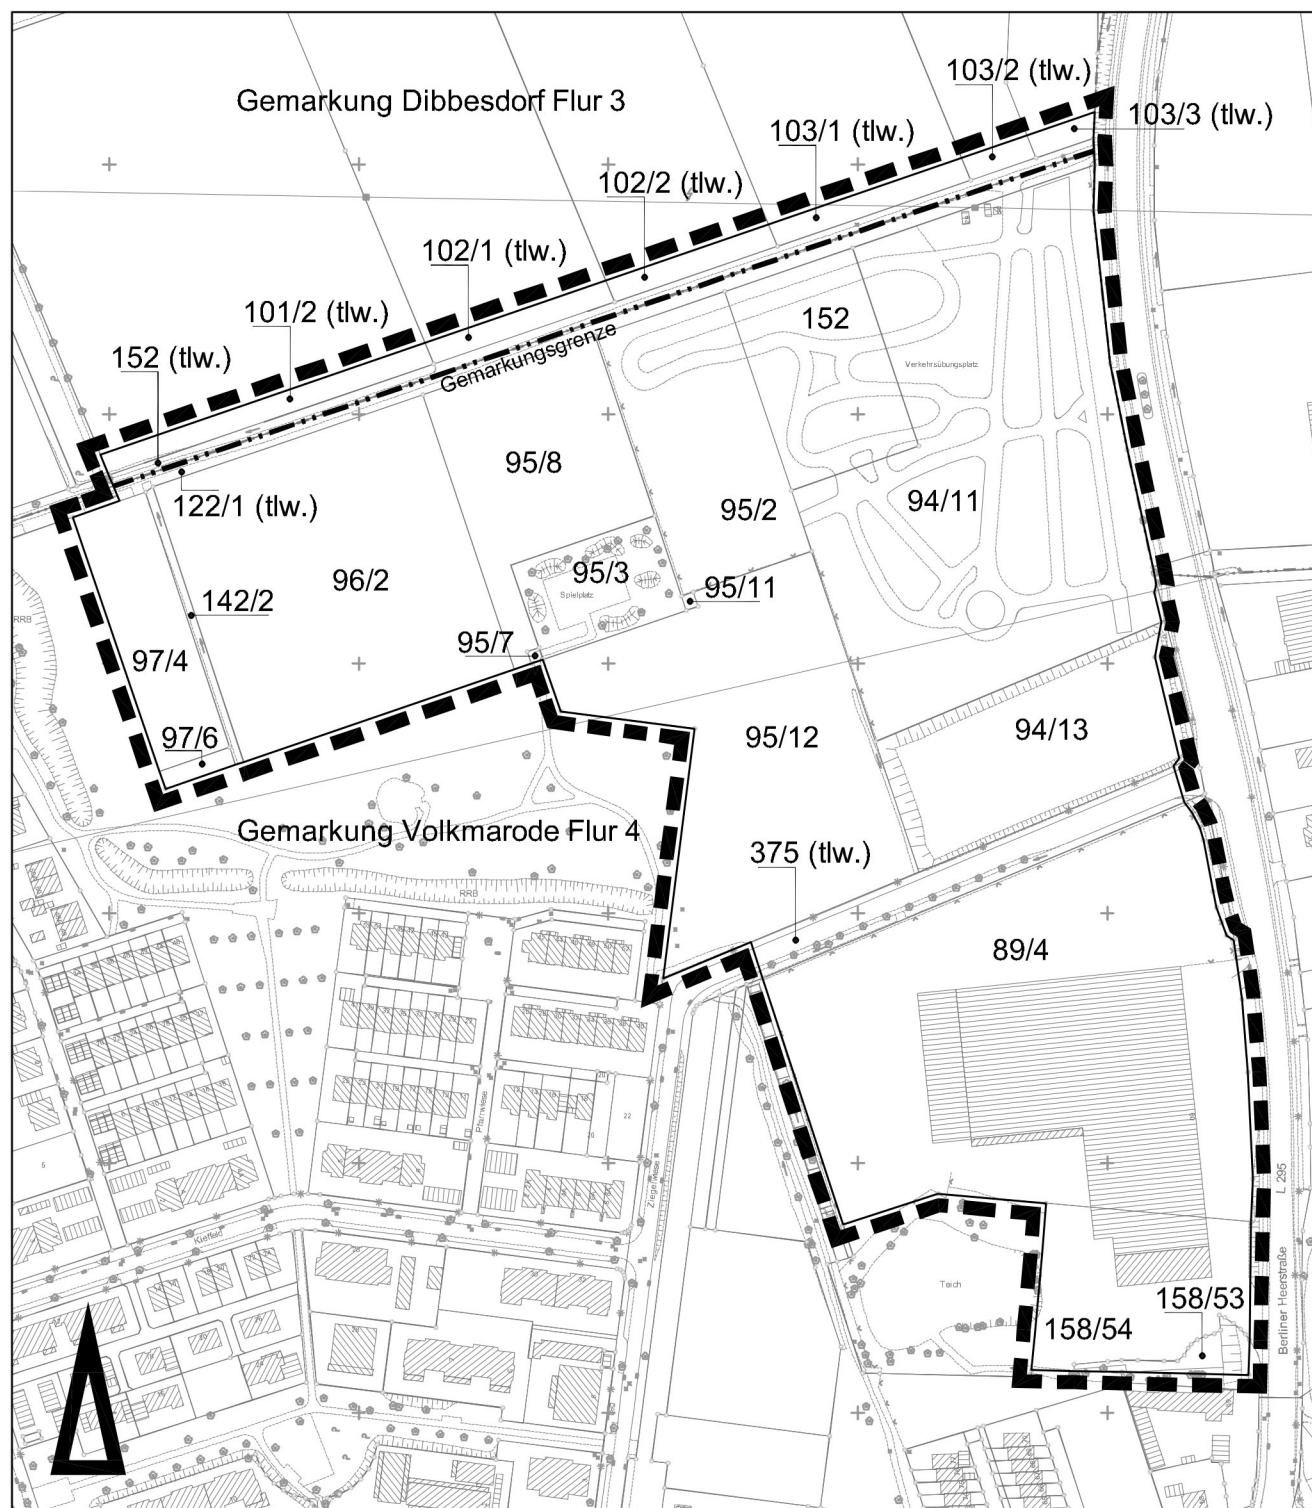 103/2 (tlw.)
Gemarkung Dibbesdorf Flur 3
103/3 (tlw.)
103/1 (tlw.)
102/2 (tlw.)
102/1 (tlw.)
101/2 (tlw.)
152
152 (tlw.)
Gemarkungsgrenze
Verkehrsübungsplatz
95/8
122/1 (tlw.)
95/2
94/11
96/2
95/3
Spielplatz
95/11
142/2
RRB
95/7
97/4
97/6
95/12
94/13
Gemarkung Volkmarode Flur 4
375 (tlw.)
RRB
89/4
Pfarrwiese
Ziegelwiese
L 295
Berliner Heerstraße
Kieffeld
Teich
158/53
158/54